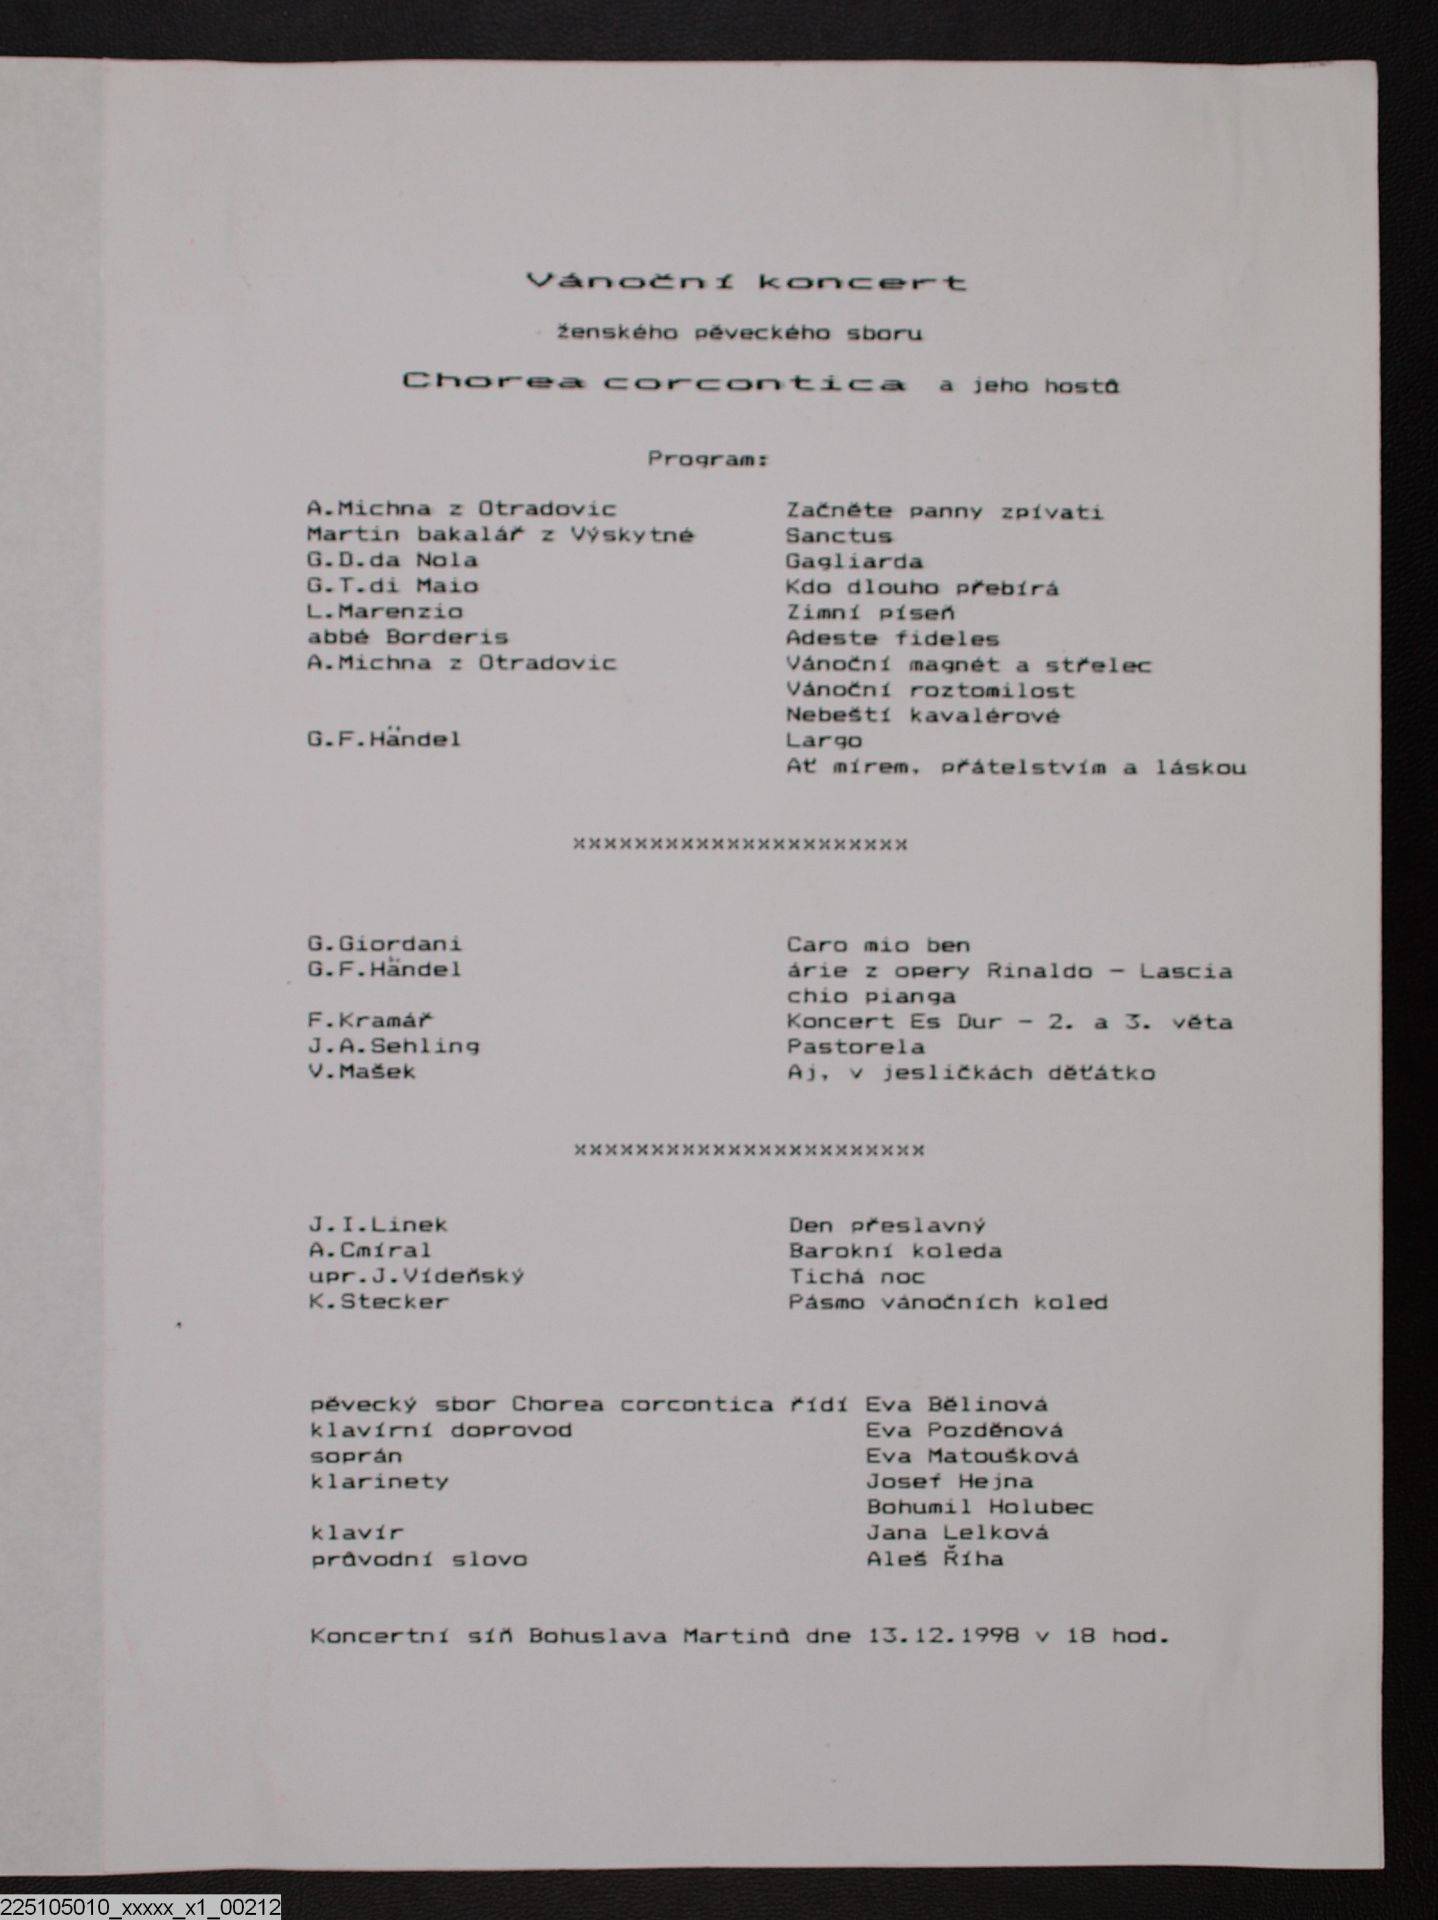 Vánoční koncert
ženského pěveckého sboru
Chorea corcontica a jeho hostů
Program:
A.Michna z Otradovic Začněte panny zpívati
Martin bakalář z Výskytné Sanctus
G.D.da Nola Gagliarda
G.T.di Maio Kdo dlouho přebírá
L.Marenzio Zimní píseň
abbé Borderis Adeste fideles
A.Michna z Otradovic Vánoční magnét a střelec
Vánoční roztomilost
Nebeští kavalérové
G.F.Händel Largo
Ať mírem, přátelstvím a láskou
xxxxxxxxxxxxxxxxxxxxxx
G.Giordani Caro mio ben
G.F.Händel árie z opery Rinaldo - Lascia
chio pianga
F.Kramář Koncert Es Dur - 2. a 3. věta
J.A.Sehling Pastorela
V.Mašek Aj, v jesličkách děťátko
xxxxxxxxxxxxxxxxxxxxxxx
J.I.Linek Den přeslavný
A.Cmíral Barokní koleda
upr.J.Vídeňský Tichá noc
K.Stecker Pásmo vánočních koled
pěvecký sbor Chorea corcontica řídí Eva Bělinová
klavírní doprovod Eva Pozděnová
soprán Eva Matoušková
klarinety Josef Hejna
Bohumil Holubec
klavír Jana Lelková
průvodní slovo Aleš Říha
Koncertní síň Bohuslava Martinů dne 13.12.1998 v 18 hod.
225105010_xxxxx_x1_00212